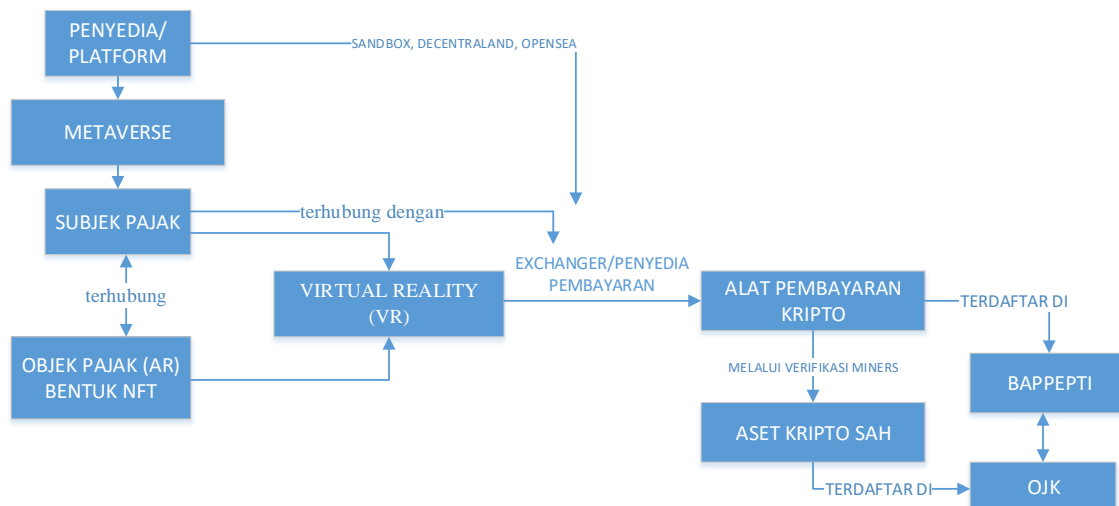 PENYEDIA/
PLATFORM
SANDBOX, DECENTRALAND, OPENSEA
METAVERSE
SUBJEK PAJAK
terhubung dengan
EXCHANGER/PENYEDIA
PEMBAYARAN
terhubung
VIRTUAL REALITY
(VR)
ALAT PEMBAYARAN
KRIPTO
TERDAFTAR DI
OBJEK PAJAK (AR)
BENTUK NFT
MELALUI VERIFIKASI MINERS
BAPPEPTI
ASET KRIPTO SAH
TERDAFTAR DI
OJK